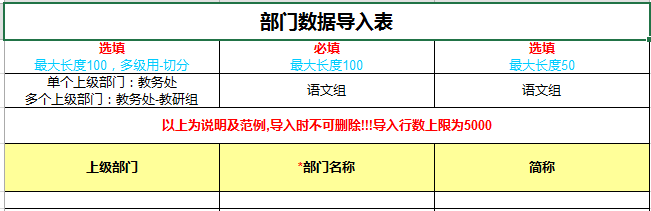 部门数据导入表
选填 必填 选填
最大长度100，多级用-切分 最大长度100 最大长度50
单个上级部门：教务处
多个上级部门：教务处-教研组 语文组 语文组
以上为说明及范例,导入时不可删除!!!导入行数上限为5000
上级部门 *部门名称 简称